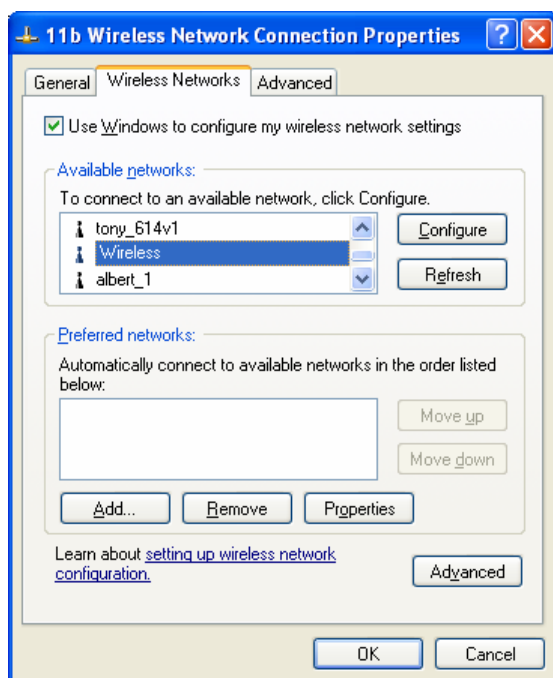 11b Wireless Network Connection Properties
General Wireless Networks Advanced
Use Windows to configure my wireless network settings
Available networks:
To connect to an available network, click Configure.
tony_614v1
Wireless
albert_1
Configure
Refresh
Preferred networks:
Automatically connect to available networks in the order listed
below:
Move up
Move down
Add... Remove Properties
Learn about setting up wireless network
configuration.
Advanced
OK Cancel